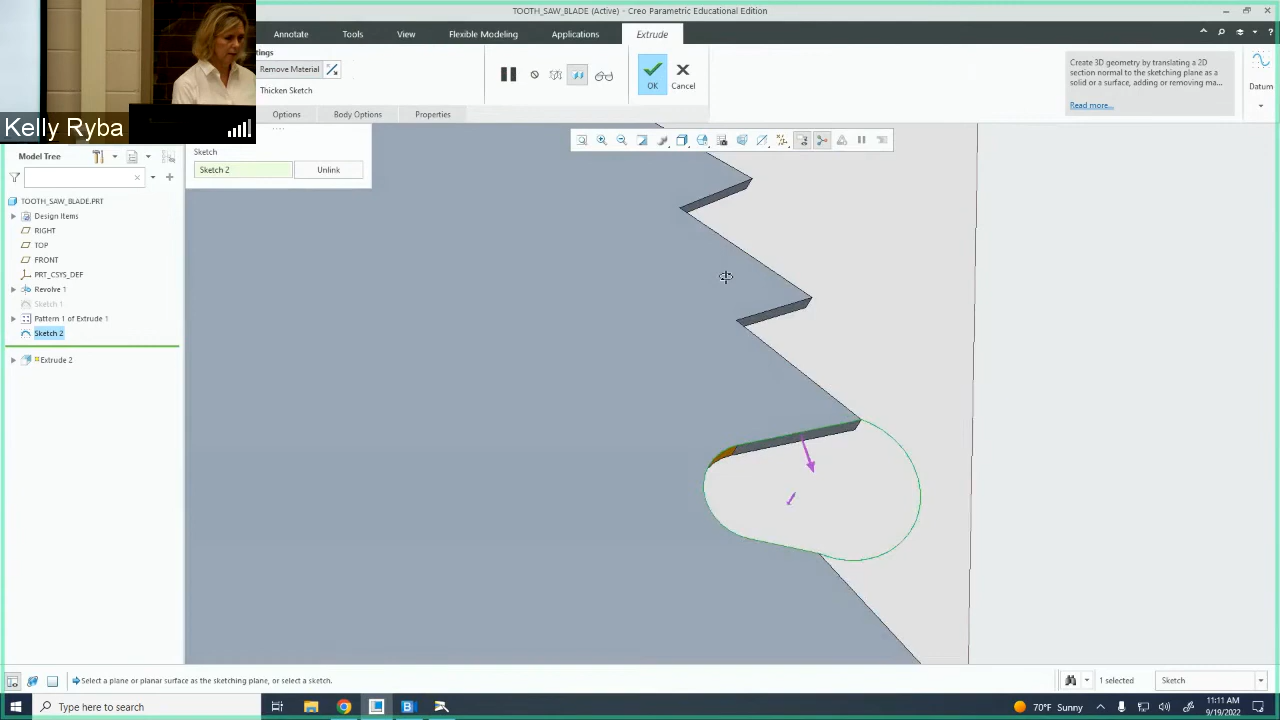 TOOTH_SAW_BLADE (Active) - Creo Parametric Educational Edition
Annotate Tools View Flexible Modeling Applications Extrude
Remove Material
Thicken Sketch
OK Cancel
Create 3D geometry by translating a 2D
section normal to the sketching plane as a
solid or a surface, adding or removing ma...
Read more...
Datum
Options Body Options Properties
Kelly Ryba
Sketch
Sketch 2 Unlink
Model Tree
TOOTH_SAW_BLADE.PRT
Design Items
RIGHT
TOP
FRONT
PRT_CSYS_DEF
Revolve 1
Sketch 1
Pattern 1 of Extrude 1
Sketch 2
Extrude 2
Select a plane or planar surface as the sketching plane, or select a sketch.
1 selected
Sketch
Type here to search
70°F Sunny
11:11 AM
9/19/2022